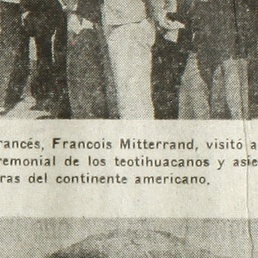 rancés, Francois Mitterrand, visitó a
remonial de los teotihuacanos y asie
ras del continente americano.